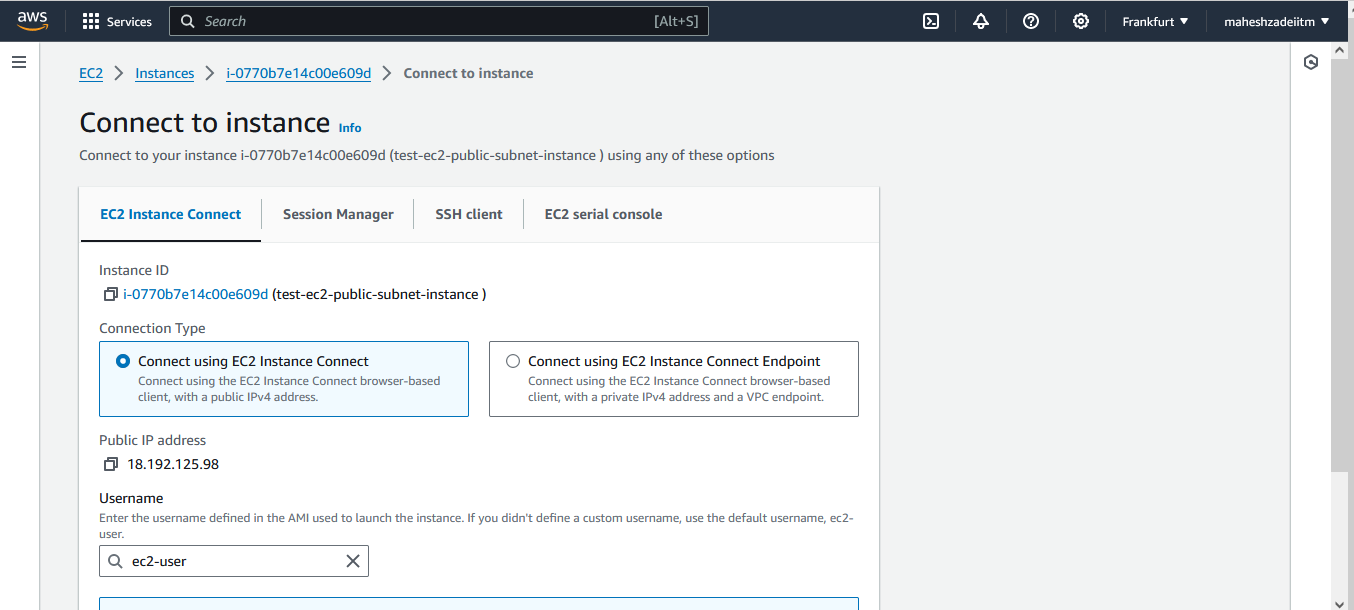 aws Services Search [Alt+S] Frankfurt maheshzadeiitm
EC2 Instances i-0770b7e14c00e609d Connect to instance
Connect to instance Info
Connect to your instance i-0770b7e14c00e609d (test-ec2-public-subnet-instance ) using any of these options
EC2 Instance Connect Session Manager SSH client EC2 serial console
Instance ID
i-0770b7e14c00e609d (test-ec2-public-subnet-instance )
Connection Type
Connect using EC2 Instance Connect
Connect using the EC2 Instance Connect browser-based
client, with a public IPv4 address.
Connect using EC2 Instance Connect Endpoint
Connect using the EC2 Instance Connect browser-based
client, with a private IPv4 address and a VPC endpoint.
Public IP address
18.192.125.98
Username
Enter the username defined in the AMI used to launch the instance. If you didn't define a custom username, use the default username, ec2-
user.
ec2-user